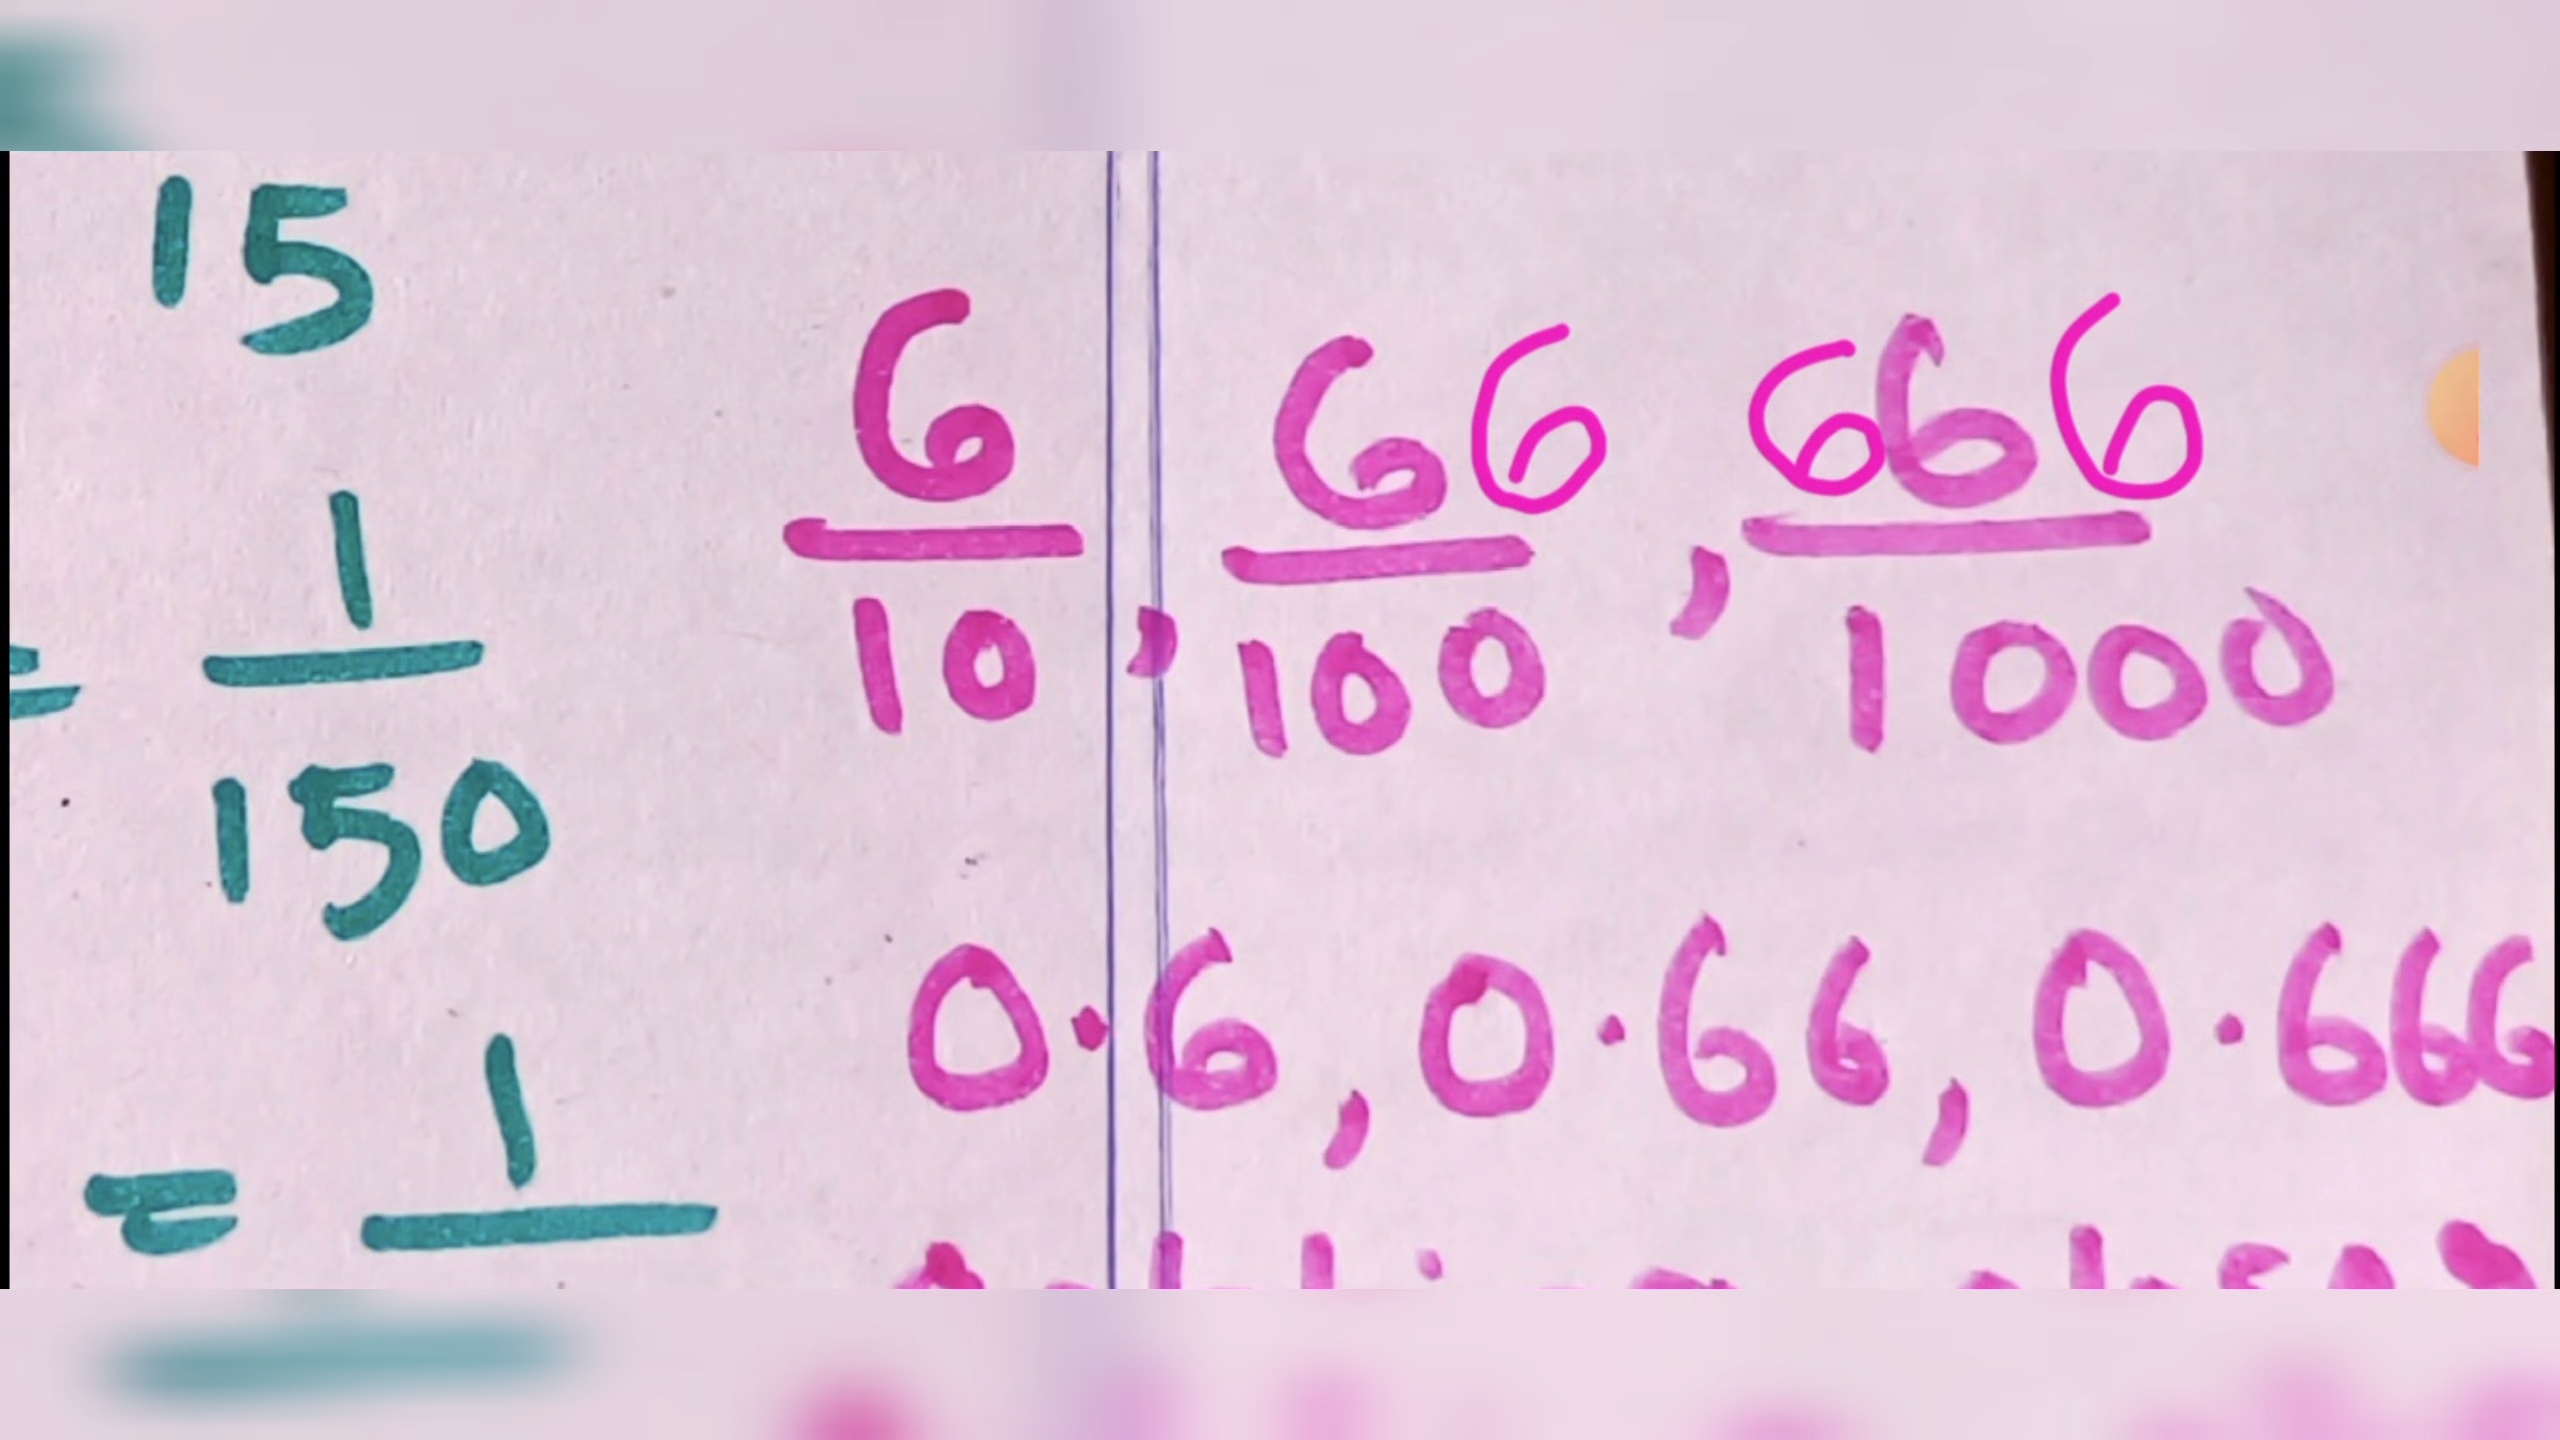 15
= 1/150
= 1/
6/10, 66/100, 666/1000
0.6, 0.66, 0.666